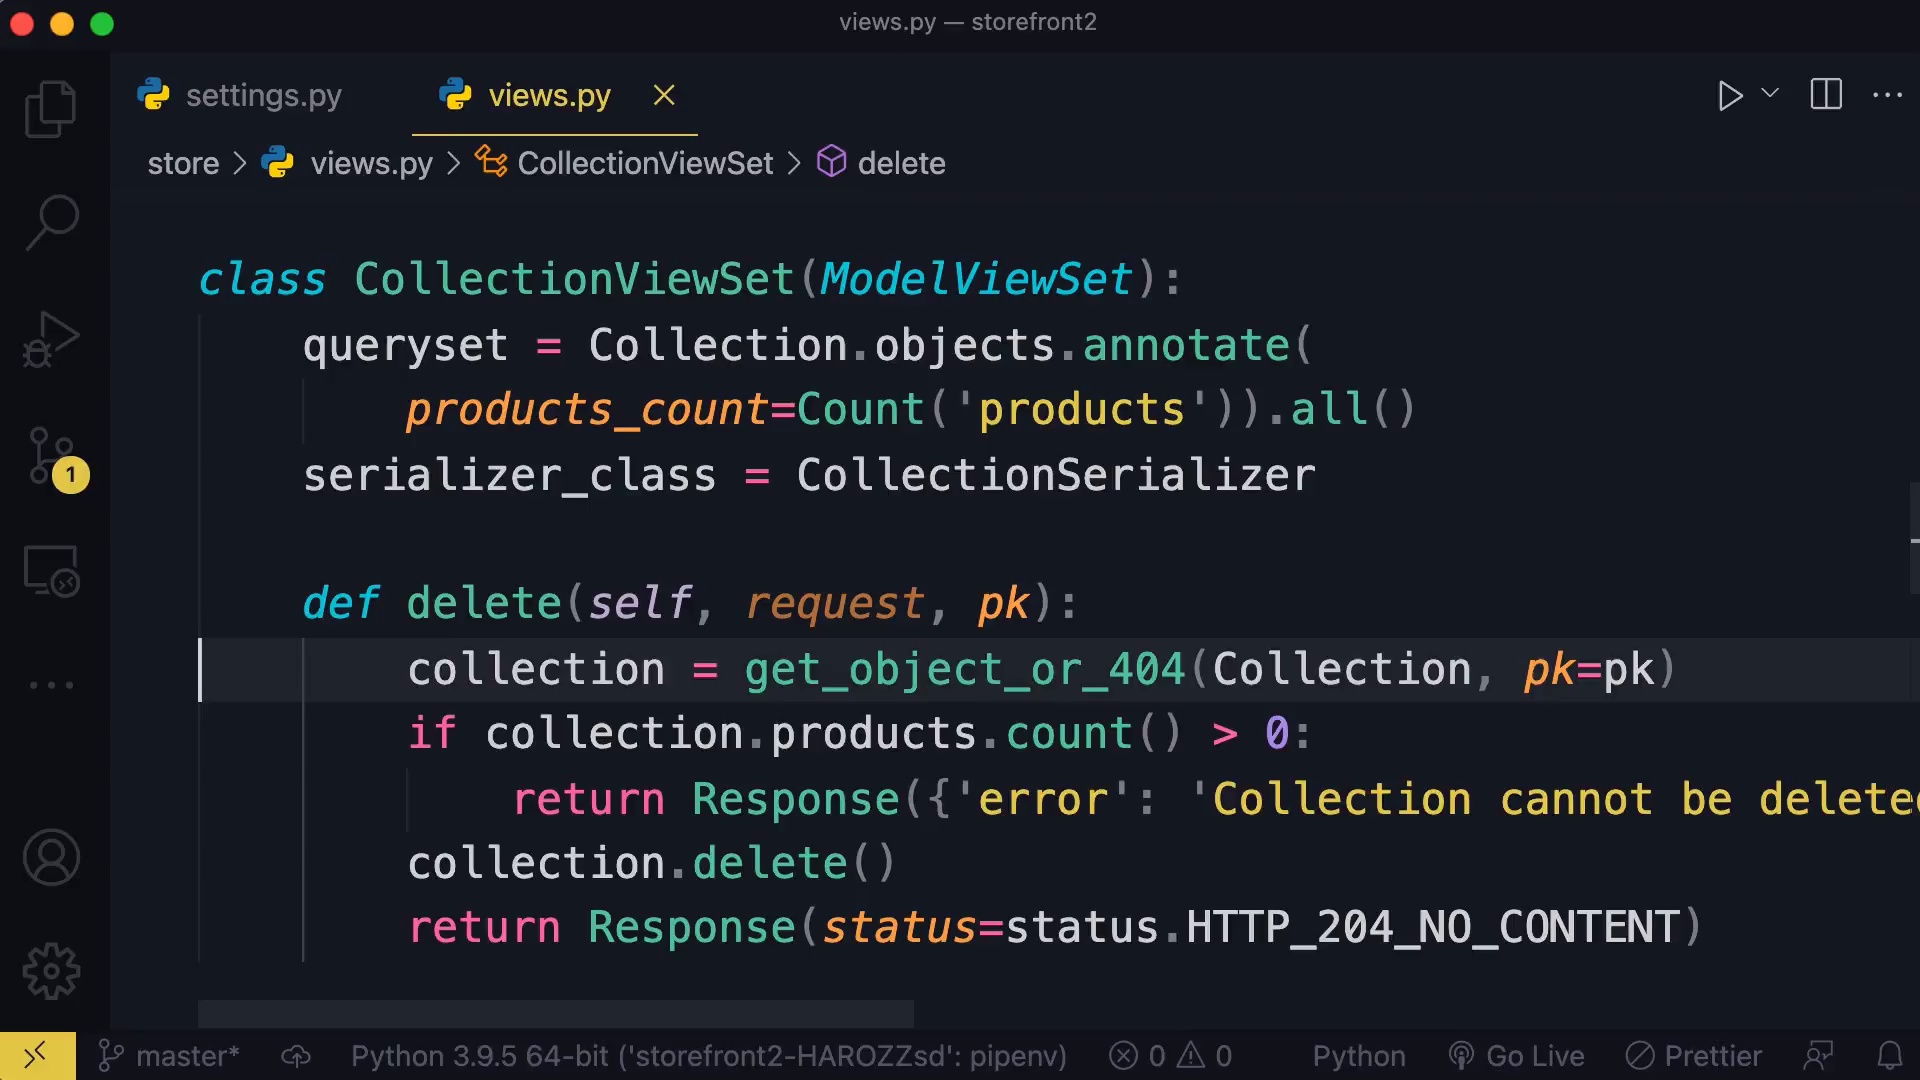 views.py — storefront2
settings.py
views.py
store > views.py > CollectionViewSet > delete
class CollectionViewSet(ModelViewSet):
queryset = Collection.objects.annotate(
products_count=Count('products')).all()
serializer_class = CollectionSerializer
def delete(self, request, pk):
collection = get_object_or_404(Collection, pk=pk)
if collection.products.count() > 0:
return Response({'error': 'Collection cannot be delete
collection.delete()
return Response(status=status.HTTP_204_NO_CONTENT)
1
master* Python 3.9.5 64-bit ('storefront2-HAROZZsd': pipenv) 0 0 Python Go Live Prettier